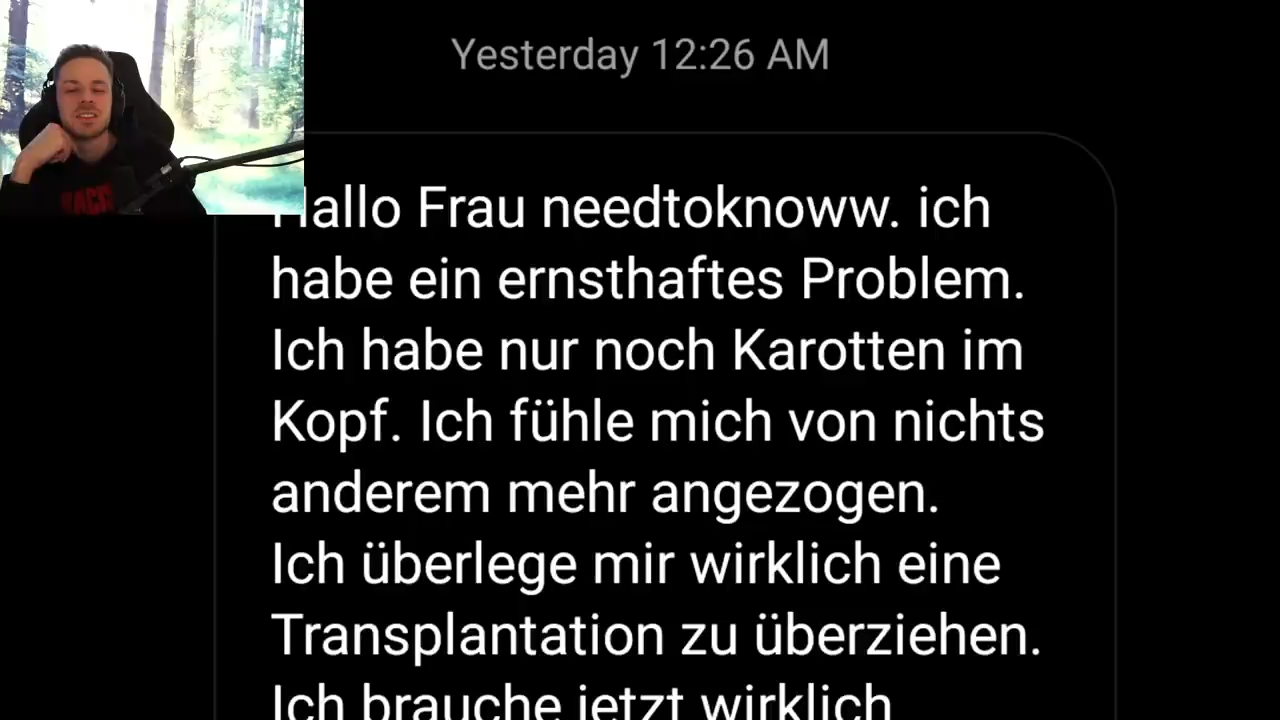 Yesterday 12:26 AM
Hallo Frau needtoknoww. ich
habe ein ernsthaftes Problem.
Ich habe nur noch Karotten im
Kopf. Ich fühle mich von nichts
anderem mehr angezogen.
Ich überlege mir wirklich eine
Transplantation zu überziehen.
Ich brauche jetzt wirklich